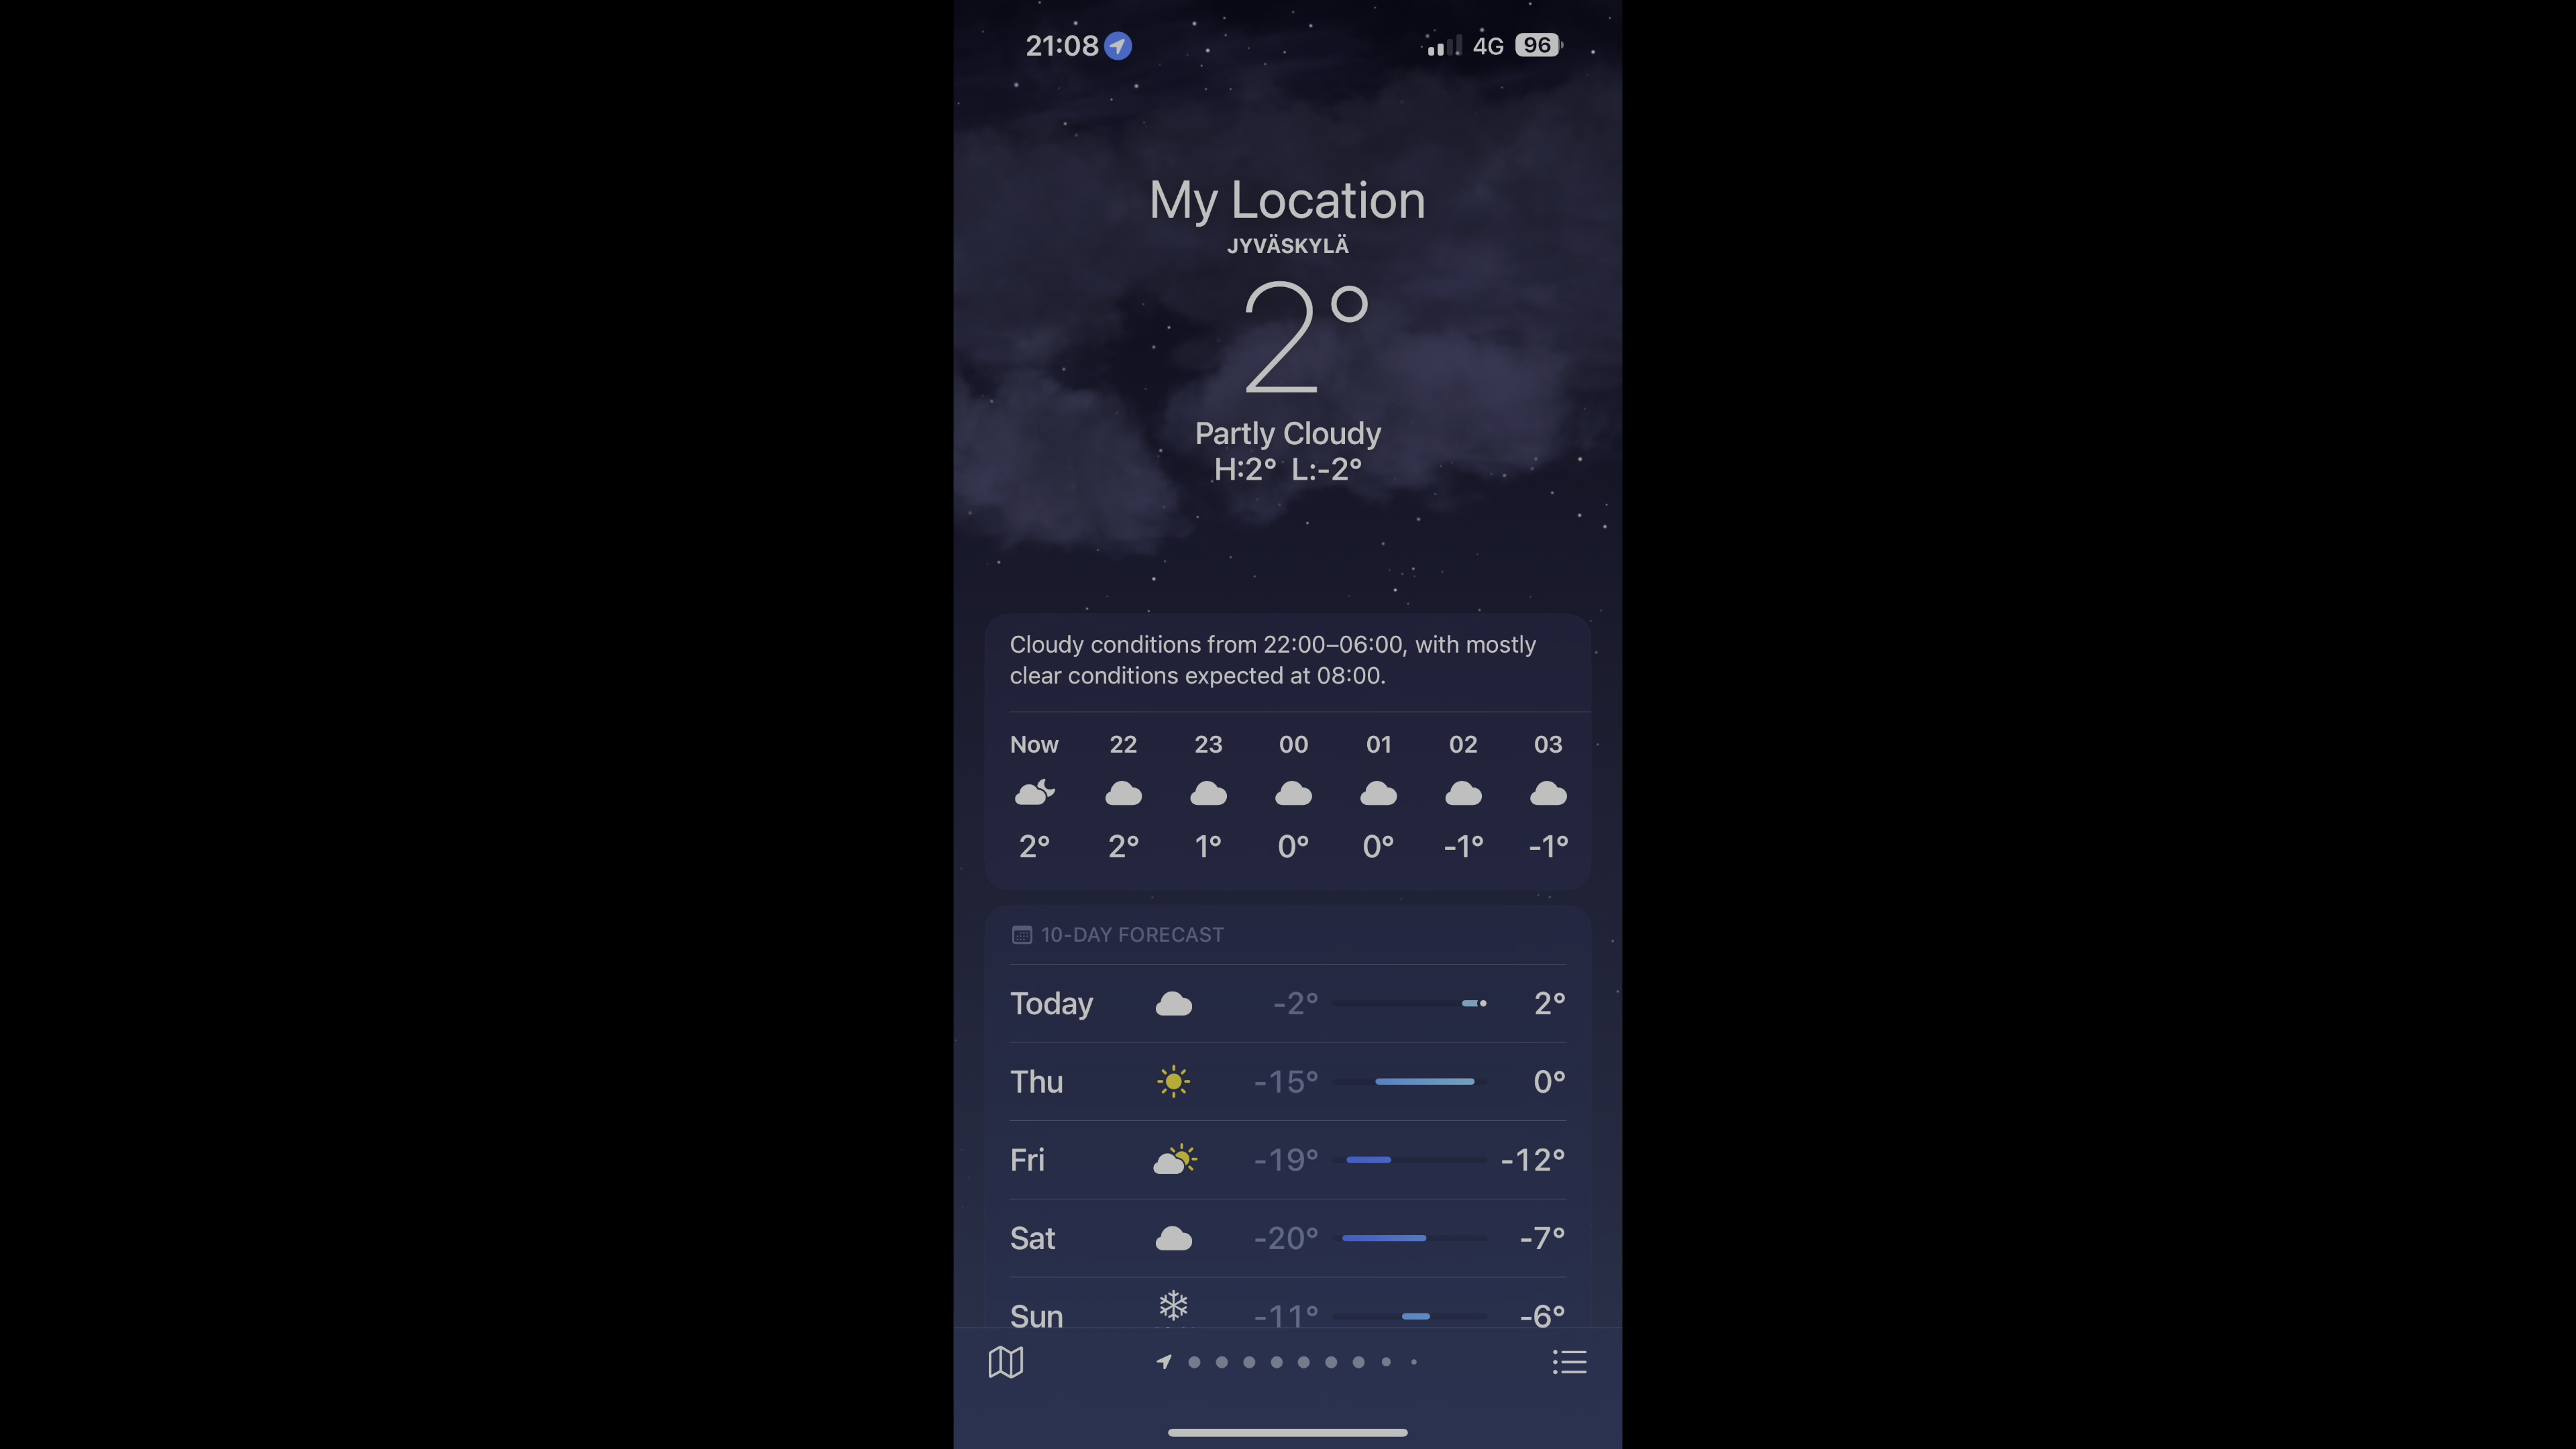 21:08 4G 96
My Location
JYVÄSKYLÄ
2°
Partly Cloudy
H:2° L:-2°
Cloudy conditions from 22:00–06:00, with mostly
clear conditions expected at 08:00.
Now 22 23 00 01 02 03
2° 2° 1° 0° 0° -1° -1°
10-DAY FORECAST
Today -2° 2°
Thu -15° 0°
Fri -19° -12°
Sat -20° -7°
Sun -11° -6°